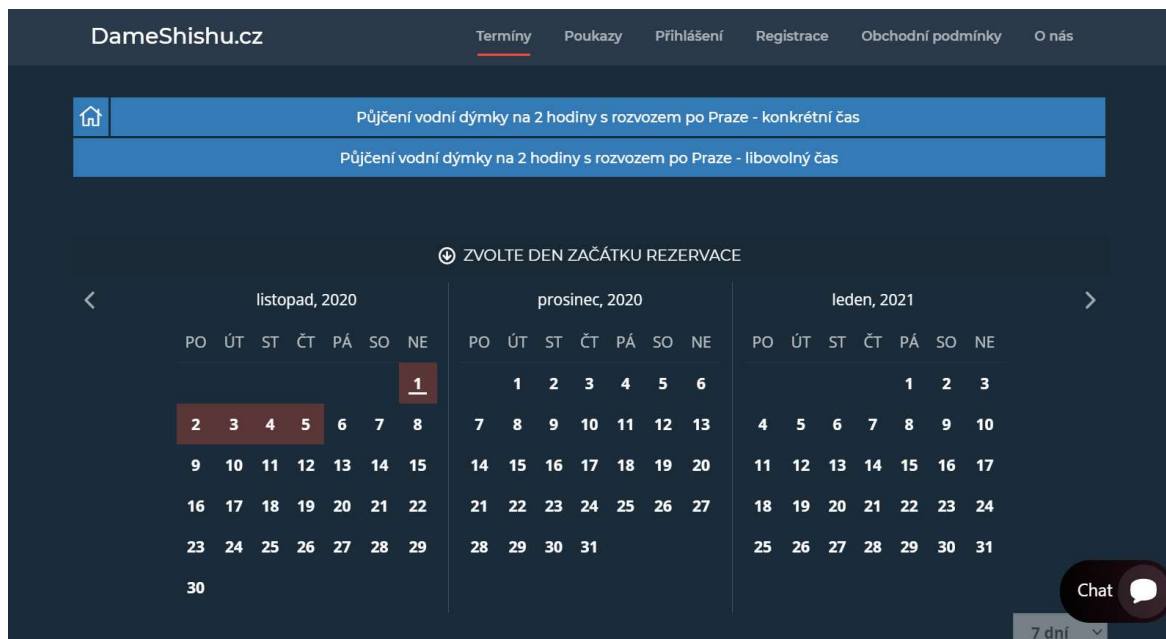 DameShishu.cz Termíny Poukazy Přihlášení Registrace Obchodní podmínky O nás
Půjčení vodní dýmky na 2 hodiny s rozvozem po Praze - konkrétní čas
Půjčení vodní dýmky na 2 hodiny s rozvozem po Praze - libovolný čas
ZVOLTE DEN ZAČÁTKU REZERVACE
listopad, 2020 prosinec, 2020 leden, 2021
PO ÚT ST ČT PÁ SO NE PO ÚT ST ČT PÁ SO NE PO ÚT ST ČT PÁ SO NE
1 1 2 3 4 5 6 1 2 3
2 3 4 5 6 7 8 7 8 9 10 11 12 13 4 5 6 7 8 9 10
9 10 11 12 13 14 15 14 15 16 17 18 19 20 11 12 13 14 15 16 17
16 17 18 19 20 21 22 21 22 23 24 25 26 27 18 19 20 21 22 23 24
23 24 25 26 27 28 29 28 29 30 31 25 26 27 28 29 30 31
30
Chat
7 dní